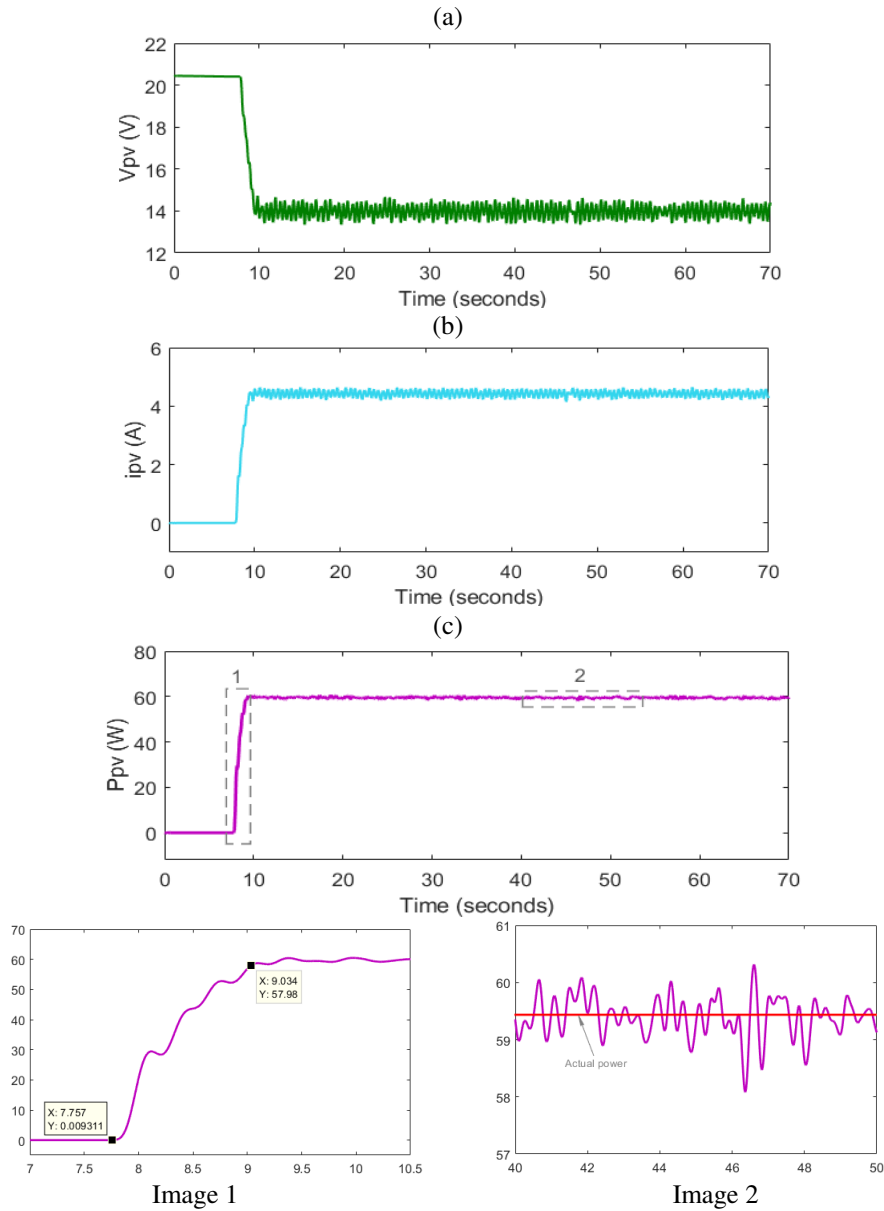 (a)
22
20
18
16
14
12
Vpv (V)
0 10 20 30 40 50 60 70
Time (seconds)
(b)
6
4
2
0
ipv (A)
0 10 20 30 40 50 60 70
Time (seconds)
(c)
80
60
40
20
0
Ppv (W)
1 2
0 10 20 30 40 50 60 70
Time (seconds)
70
60
50
40
30
20
10
0
X: 9.034
Y: 57.98
X: 7.757
Y: 0.009311
7 7.5 8 8.5 9 9.5 10 10.5
Image 1
61
60
59
58
57
Actual power
40 42 44 46 48 50
Image 2